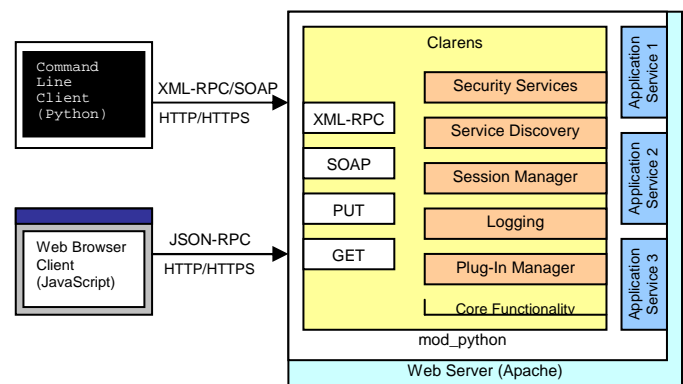 Command
Line
Client
(Python)
XML-RPC/SOAP
HTTP/HTTPS
Web Browser
Client
(JavaScript)
JSON-RPC
HTTP/HTTPS
Clarens
XML-RPC
SOAP
PUT
GET
Security Services
Service Discovery
Session Manager
Logging
Plug-In Manager
Core Functionality
mod_python
Application
Service 1
Application
Service 2
Application
Service 3
Web Server (Apache)